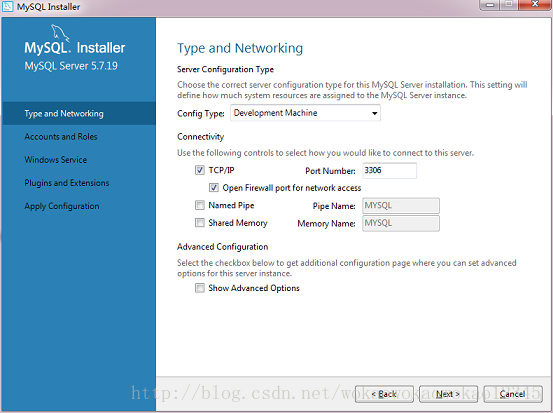 MySQL Installer
MySQL. Installer
MySQL Server 5.7.19
Type and Networking
Accounts and Roles
Windows Service
Plugins and Extensions
Apply Configuration
Type and Networking
Server Configuration Type
Choose the correct server configuration type for this MySQL Server installation. This setting will
define how much system resources are assigned to the MySQL Server instance.
Config Type: Development Machine
Connectivity
Use the following controls to select how you would like to connect to this server.
TCP/IP Port Number: 3306
Open Firewall port for network access
Named Pipe Pipe Name: MYSQL
Shared Memory Memory Name: MYSQL
Advanced Configuration
Select the checkbox below to get additional configuration page where you can set advanced
options for this server instance.
Show Advanced Options
< Back Next > Cancel